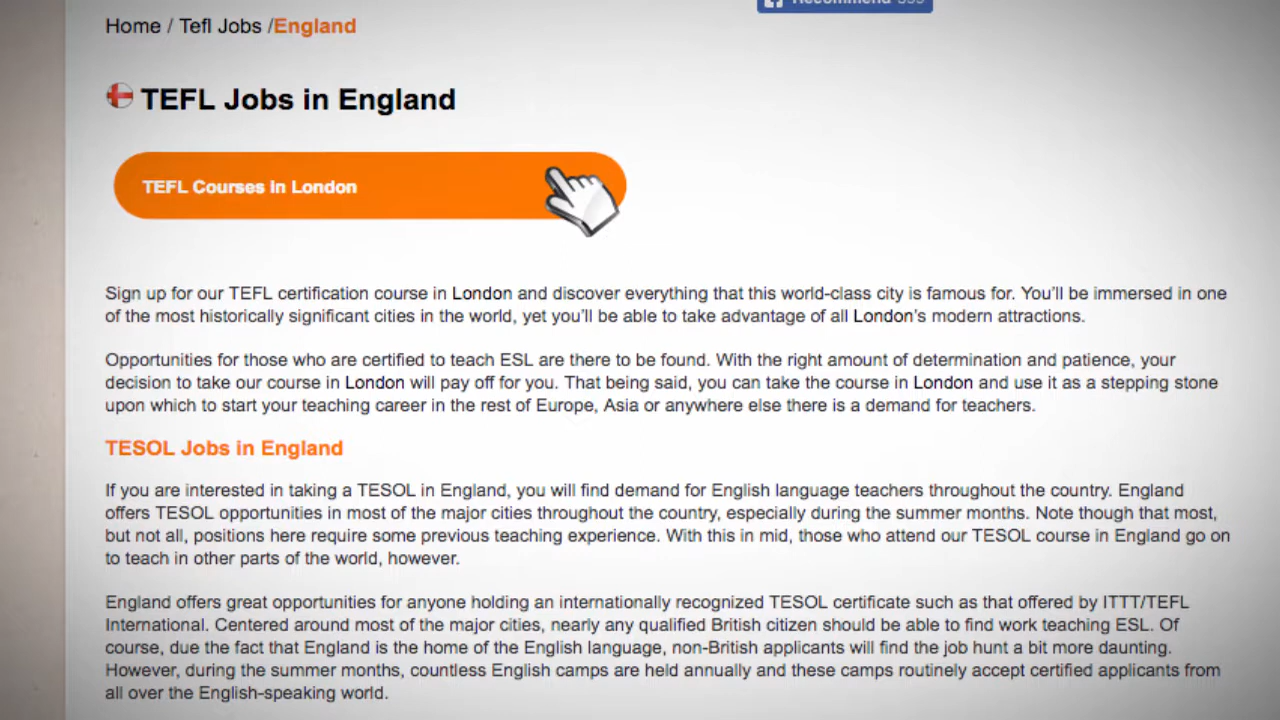 Recommend 399
Home / Tefl Jobs /England
TEFL Jobs in England
TEFL Courses in London
Sign up for our TEFL certification course in London and discover everything that this world-class city is famous for. You'll be immersed in one
of the most historically significant cities in the world, yet you'll be able to take advantage of all London's modern attractions.
Opportunities for those who are certified to teach ESL are there to be found. With the right amount of determination and patience, your
decision to take our course in London will pay off for you. That being said, you can take the course in London and use it as a stepping stone
upon which to start your teaching career in the rest of Europe, Asia or anywhere else there is a demand for teachers.
TESOL Jobs in England
If you are interested in taking a TESOL in England, you will find demand for English language teachers throughout the country. England
offers TESOL opportunities in most of the major cities throughout the country, especially during the summer months. Note though that most,
but not all, positions here require some previous teaching experience. With this in mid, those who attend our TESOL course in England go on
to teach in other parts of the world, however.
England offers great opportunities for anyone holding an internationally recognized TESOL certificate such as that offered by ITTT/TEFL
International. Centered around most of the major cities, nearly any qualified British citizen should be able to find work teaching ESL. Of
course, due the fact that England is the home of the English language, non-British applicants will find the job hunt a bit more daunting.
However, during the summer months, countless English camps are held annually and these camps routinely accept certified applicants from
all over the English-speaking world.